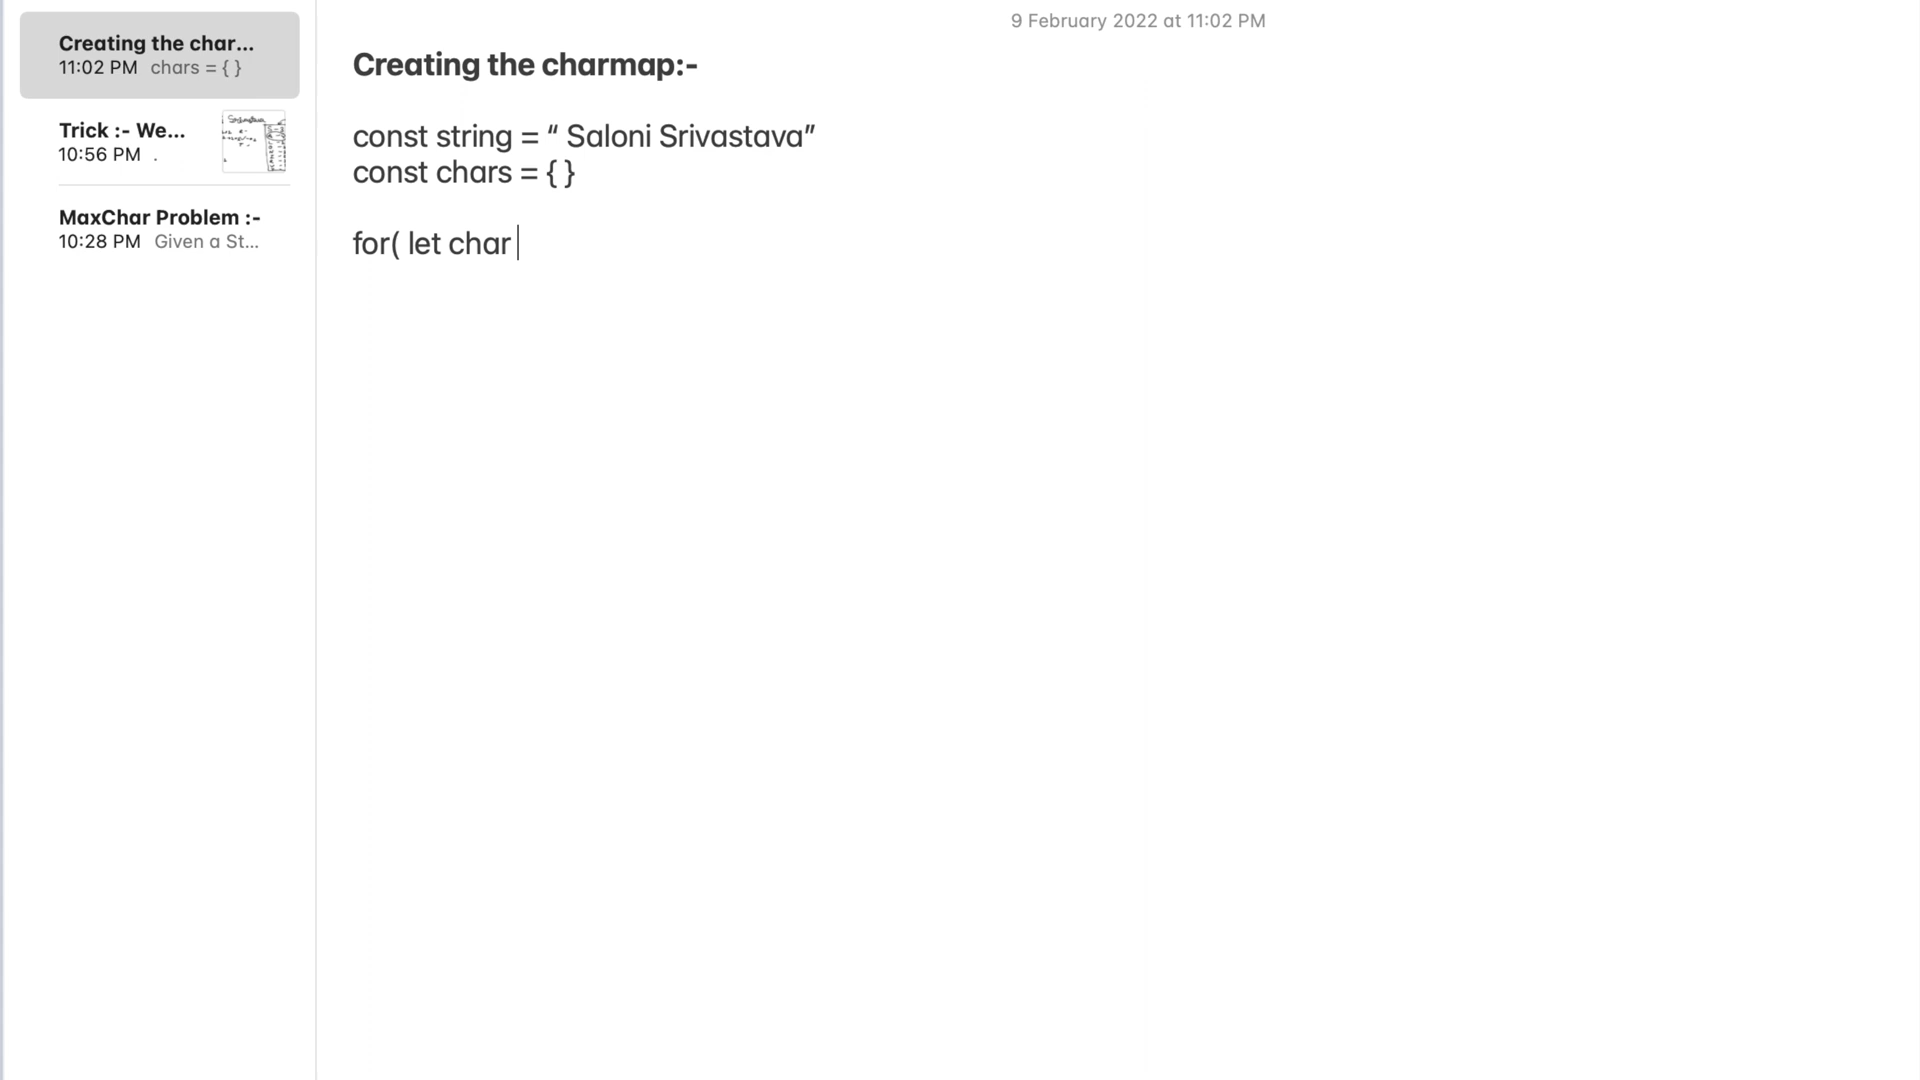 Creating the char...
11:02 PM chars = { }
Trick :- We...
10:56 PM .
MaxChar Problem :-
10:28 PM Given a St...
9 February 2022 at 11:02 PM
Creating the charmap:-
const string = “ Saloni Srivastava”
const chars = { }
for( let char